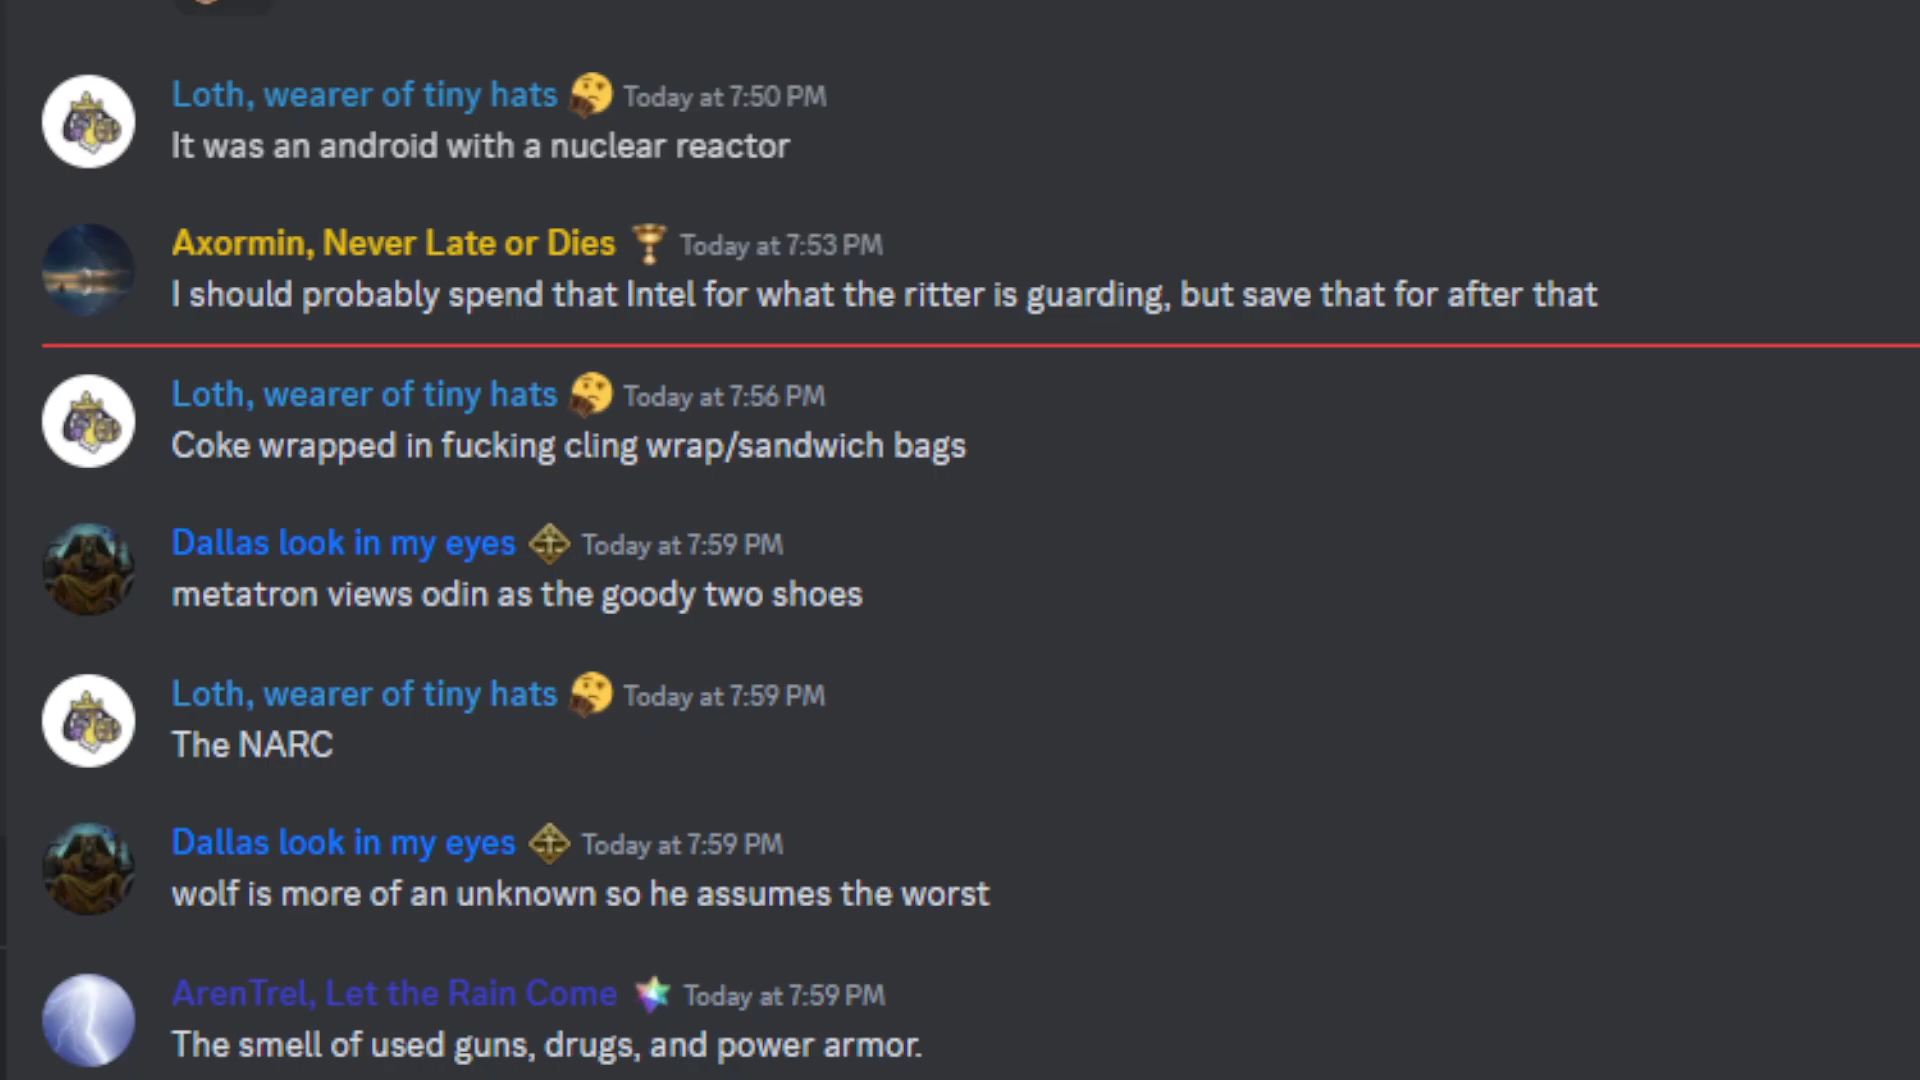 Loth, wearer of tiny hats Today at 7:50 PM
It was an android with a nuclear reactor
Axormin, Never Late or Dies Today at 7:53 PM
I should probably spend that Intel for what the ritter is guarding, but save that for after that
Loth, wearer of tiny hats Today at 7:56 PM
Coke wrapped in fucking cling wrap/sandwich bags
Dallas look in my eyes Today at 7:59 PM
metatron views odin as the goody two shoes
Loth, wearer of tiny hats Today at 7:59 PM
The NARC
Dallas look in my eyes Today at 7:59 PM
wolf is more of an unknown so he assumes the worst
ArenTrel, Let the Rain Come Today at 7:59 PM
The smell of used guns, drugs, and power armor.